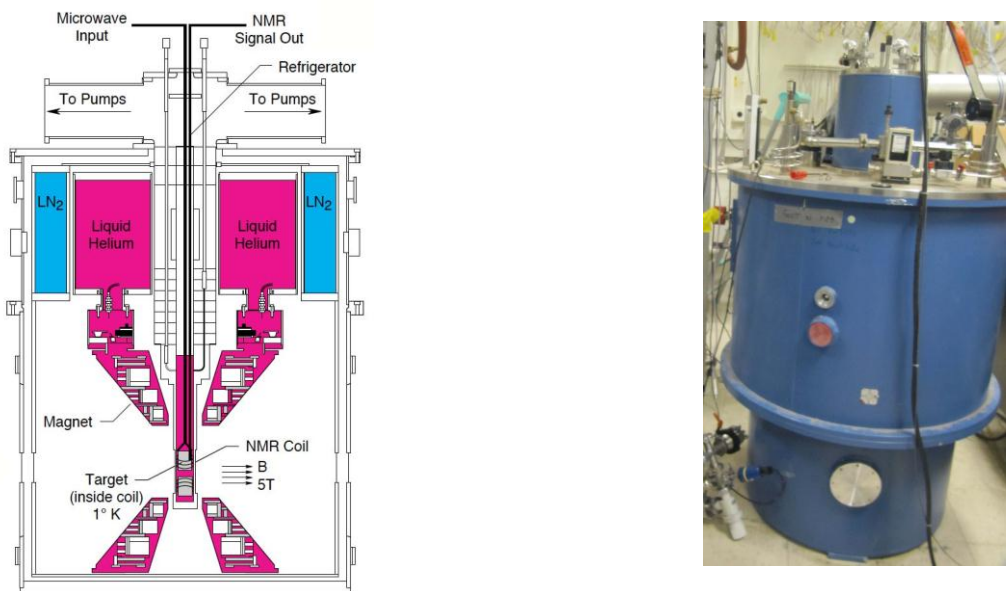 Microwave
Input
NMR
Signal Out
Refrigerator
To Pumps
To Pumps
LN2
Liquid
Helium
Liquid
Helium
LN2
Magnet
NMR Coil
Target
(inside coil)
1° K
B
5T